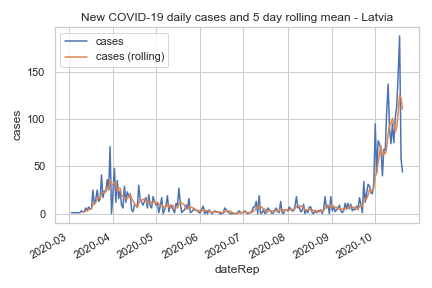 New COVID-19 daily cases and 5 day rolling mean - Latvia
cases
cases (rolling)
150
100
50
0
cases
2020-03
2020-04
2020-05
2020-06
2020-07
2020-08
2020-09
2020-10
dateRep